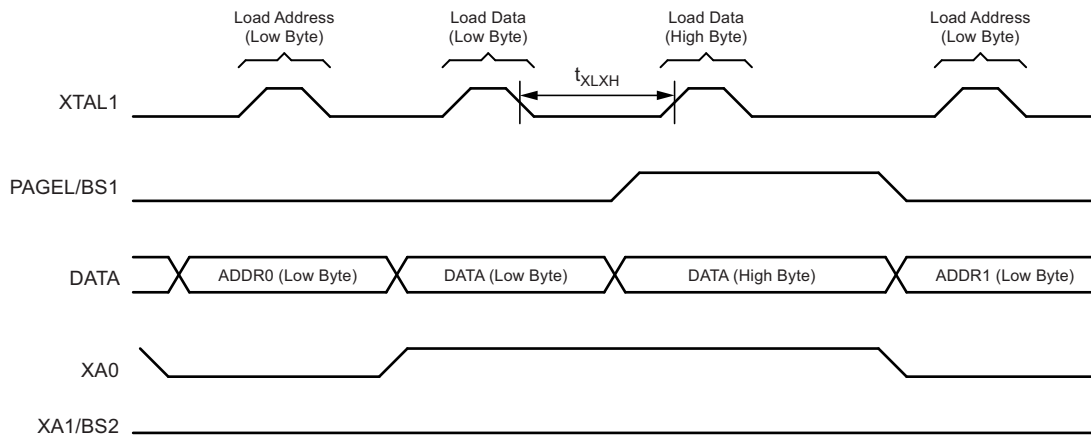 Load Address
(Low Byte)
Load Data
(Low Byte)
Load Data
(High Byte)
Load Address
(Low Byte)
tXLXH
XTAL1
PAGEL/BS1
DATA
ADDR0 (Low Byte)
DATA (Low Byte)
DATA (High Byte)
ADDR1 (Low Byte)
XA0
XA1/BS2